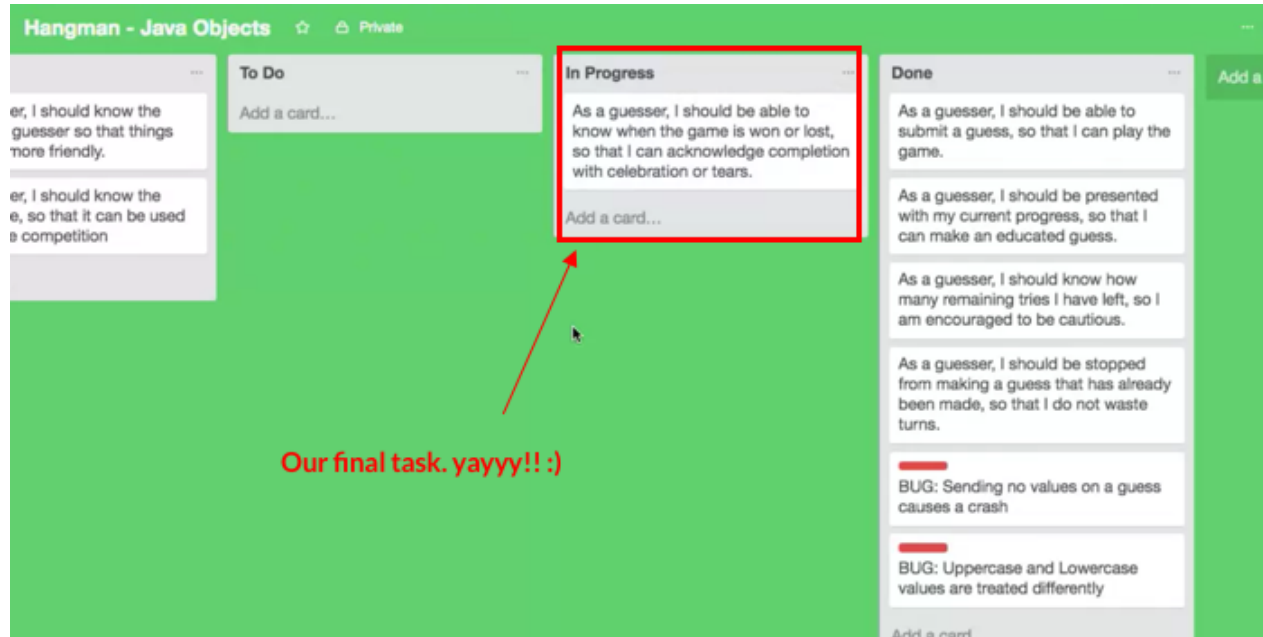 Hangman - Java Objects
Private
er, I should know the
guesser so that things
more friendly.
er, I should know the
e, so that it can be used
e competition
To Do
Add a card...
In Progress
As a guesser, I should be able to
know when the game is won or lost,
so that I can acknowledge completion
with celebration or tears.
Add a card...
Done
As a guesser, I should be able to
submit a guess, so that I can play the
game.
As a guesser, I should be presented
with my current progress, so that I
can make an educated guess.
As a guesser, I should know how
many remaining tries I have left, so I
am encouraged to be cautious.
As a guesser, I should be stopped
from making a guess that has already
been made, so that I do not waste
turns.
BUG: Sending no values on a guess
causes a crash
BUG: Uppercase and Lowercase
values are treated differently
Add a card
Add a
Our final task. yayyy!! :)